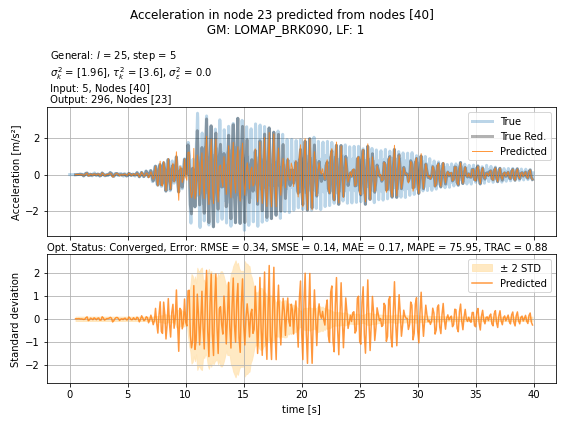 Acceleration in node 23 predicted from nodes [40]
GM: LOMAP_BRK090, LF: 1
General: l = 25, step = 5
σ²ₖ = [1.96], τ²ₖ = [3.6], σ²ε = 0.0
Input: 5, Nodes [40]
Output: 296, Nodes [23]
Acceleration [m/s²]
2
0
−2
True
True Red.
Predicted
Opt. Status: Converged, Error: RMSE = 0.34, SMSE = 0.14, MAE = 0.17, MAPE = 75.95, TRAC = 0.88
Standard deviation
2
1
0
−1
−2
± 2 STD
Predicted
0 5 10 15 20 25 30 35 40
time [s]